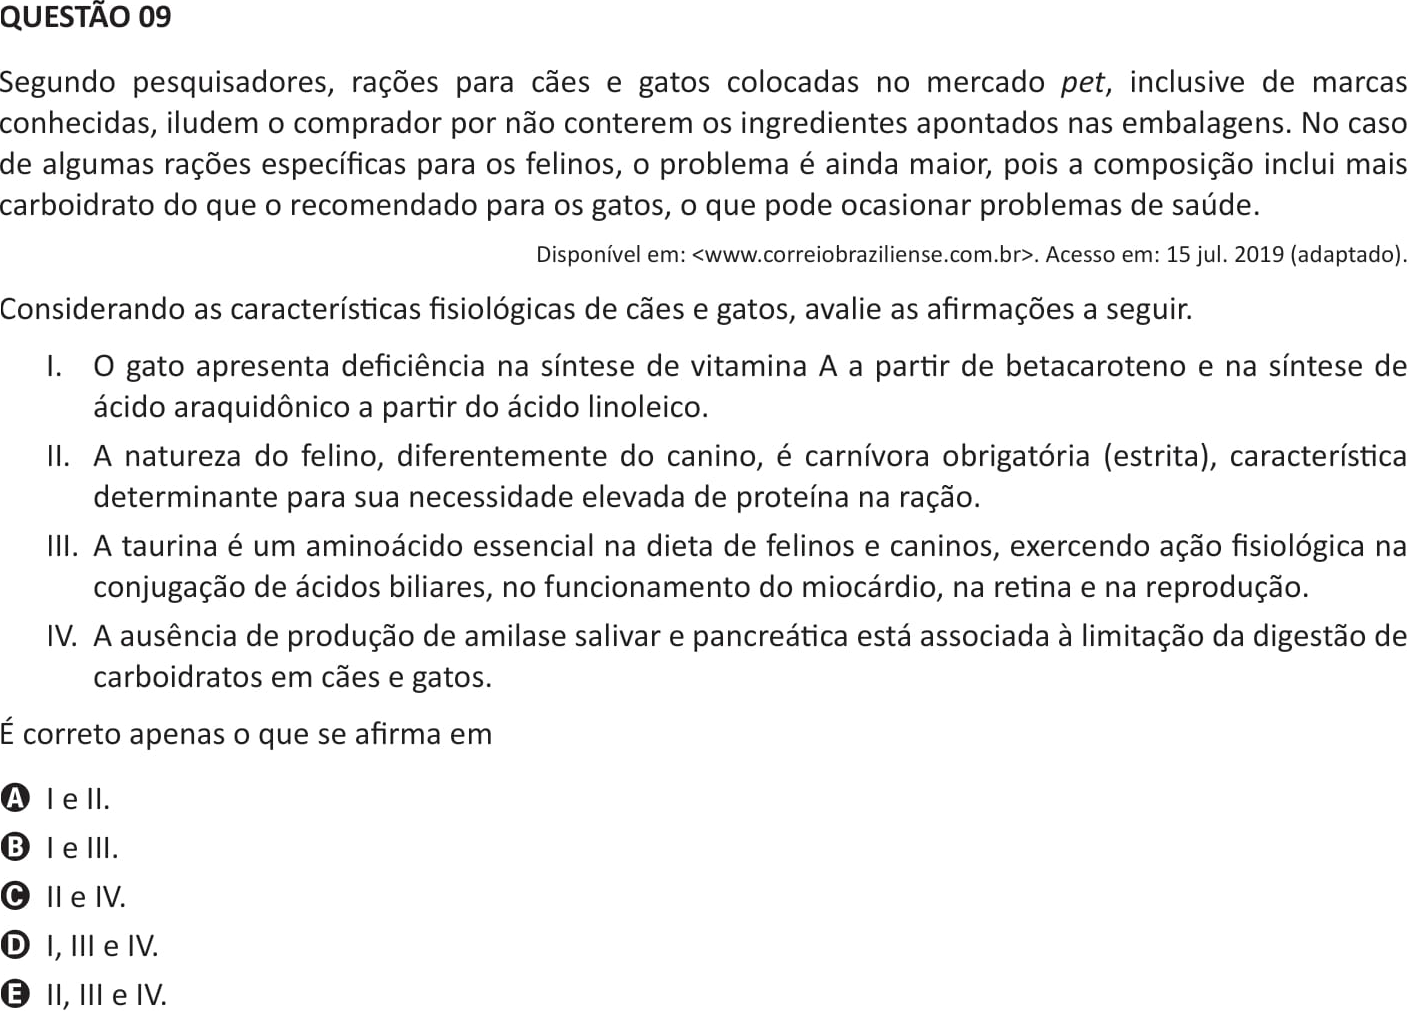 QUESTÃO 09
Segundo pesquisadores, rações para cães e gatos colocadas no mercado pet, inclusive de marcas
conhecidas, iludem o comprador por não conterem os ingredientes apontados nas embalagens. No caso
de algumas rações específicas para os felinos, o problema é ainda maior, pois a composição inclui mais
carboidrato do que o recomendado para os gatos, o que pode ocasionar problemas de saúde.
Disponível em: <www.correiobraziliense.com.br>. Acesso em: 15 jul. 2019 (adaptado).
Considerando as características fisiológicas de cães e gatos, avalie as afirmações a seguir.
I. O gato apresenta deficiência na síntese de vitamina A a partir de betacaroteno e na síntese de
ácido araquidônico a partir do ácido linoleico.
II. A natureza do felino, diferentemente do canino, é carnívora obrigatória (estrita), característica
determinante para sua necessidade elevada de proteína na ração.
III. A taurina é um aminoácido essencial na dieta de felinos e caninos, exercendo ação fisiológica na
conjugação de ácidos biliares, no funcionamento do miocárdio, na retina e na reprodução.
IV. A ausência de produção de amilase salivar e pancreática está associada à limitação da digestão de
carboidratos em cães e gatos.
É correto apenas o que se afirma em
A I e II.
B I e III.
C II e IV.
D I, III e IV.
E II, III e IV.